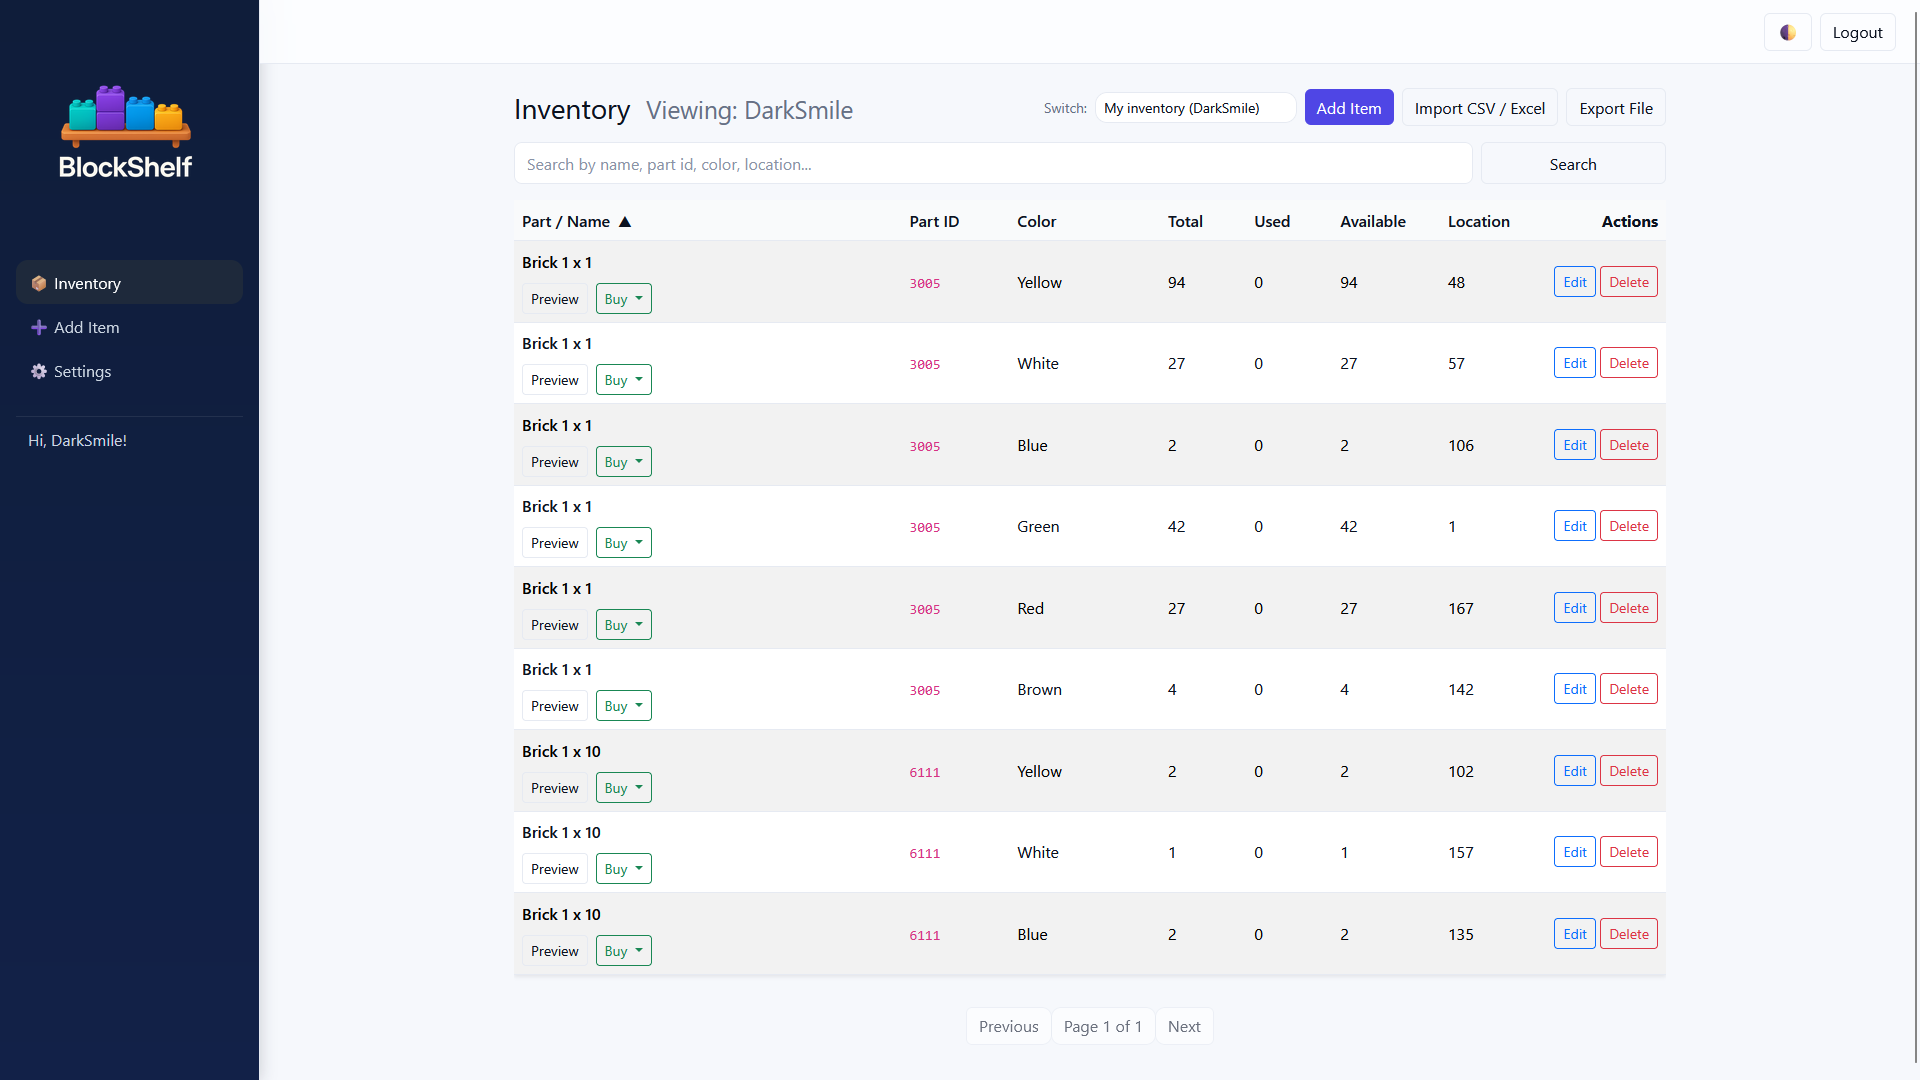 BlockShelf
Inventory
Add Item
Settings
Hi, DarkSmile!
Logout
Inventory Viewing: DarkSmile
Switch: My inventory (DarkSmile) Add Item Import CSV / Excel Export File
Search by name, part id, color, location... Search
Part / Name ▲ Part ID Color Total Used Available Location Actions
Brick 1 x 1
Preview Buy 3005 Yellow 94 0 94 48 Edit Delete
Brick 1 x 1
Preview Buy 3005 White 27 0 27 57 Edit Delete
Brick 1 x 1
Preview Buy 3005 Blue 2 0 2 106 Edit Delete
Brick 1 x 1
Preview Buy 3005 Green 42 0 42 1 Edit Delete
Brick 1 x 1
Preview Buy 3005 Red 27 0 27 167 Edit Delete
Brick 1 x 1
Preview Buy 3005 Brown 4 0 4 142 Edit Delete
Brick 1 x 10
Preview Buy 6111 Yellow 2 0 2 102 Edit Delete
Brick 1 x 10
Preview Buy 6111 White 1 0 1 157 Edit Delete
Brick 1 x 10
Preview Buy 6111 Blue 2 0 2 135 Edit Delete
Previous Page 1 of 1 Next